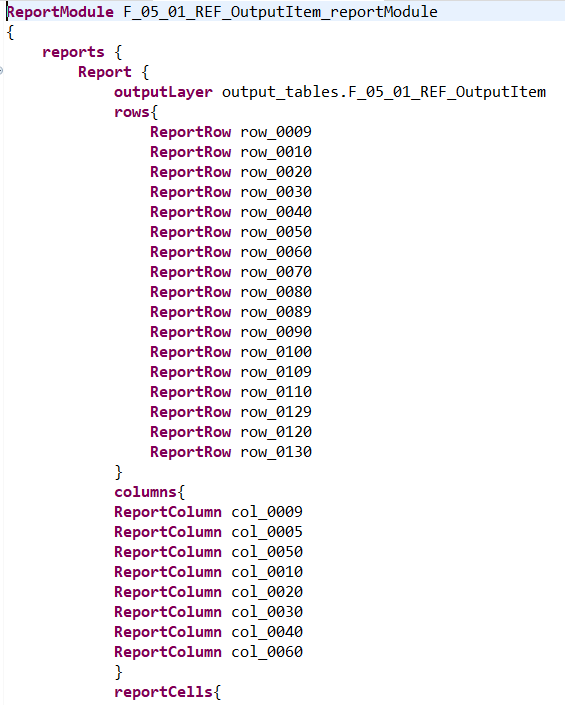 ReportModule F_05_01_REF_OutputItem_reportModule
{
reports {
Report {
outputLayer output_tables.F_05_01_REF_OutputItem
rows{
ReportRow row_0009
ReportRow row_0010
ReportRow row_0020
ReportRow row_0030
ReportRow row_0040
ReportRow row_0050
ReportRow row_0060
ReportRow row_0070
ReportRow row_0080
ReportRow row_0089
ReportRow row_0090
ReportRow row_0100
ReportRow row_0109
ReportRow row_0110
ReportRow row_0129
ReportRow row_0120
ReportRow row_0130
}
columns{
ReportColumn col_0009
ReportColumn col_0005
ReportColumn col_0050
ReportColumn col_0010
ReportColumn col_0020
ReportColumn col_0030
ReportColumn col_0040
ReportColumn col_0060
}
reportCells{